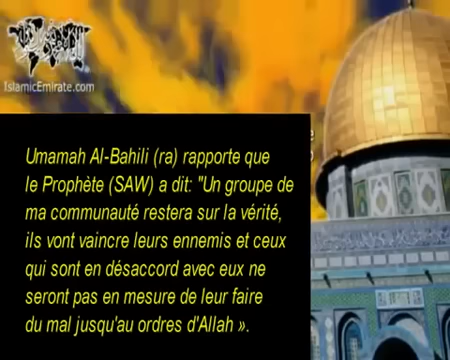 IslamicEmirate.com
Umamah Al-Bahili (ra) rapporte que
le Prophète (SAW) a dit: "Un groupe de
ma communauté restera sur la vérité,
ils vont vaincre leurs ennemis et ceux
qui sont en désaccord avec eux ne
seront pas en mesure de leur faire
du mal jusqu'au ordres d'Allah ».